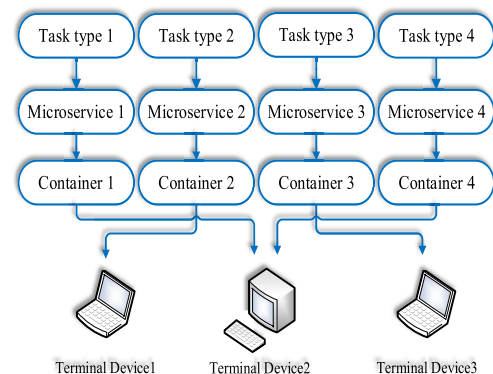 Task type 1 Task type 2 Task type 3 Task type 4
Microservice 1 Microservice 2 Microservice 3 Microservice 4
Container 1 Container 2 Container 3 Container 4
Terminal Device1 Terminal Device2 Terminal Device3